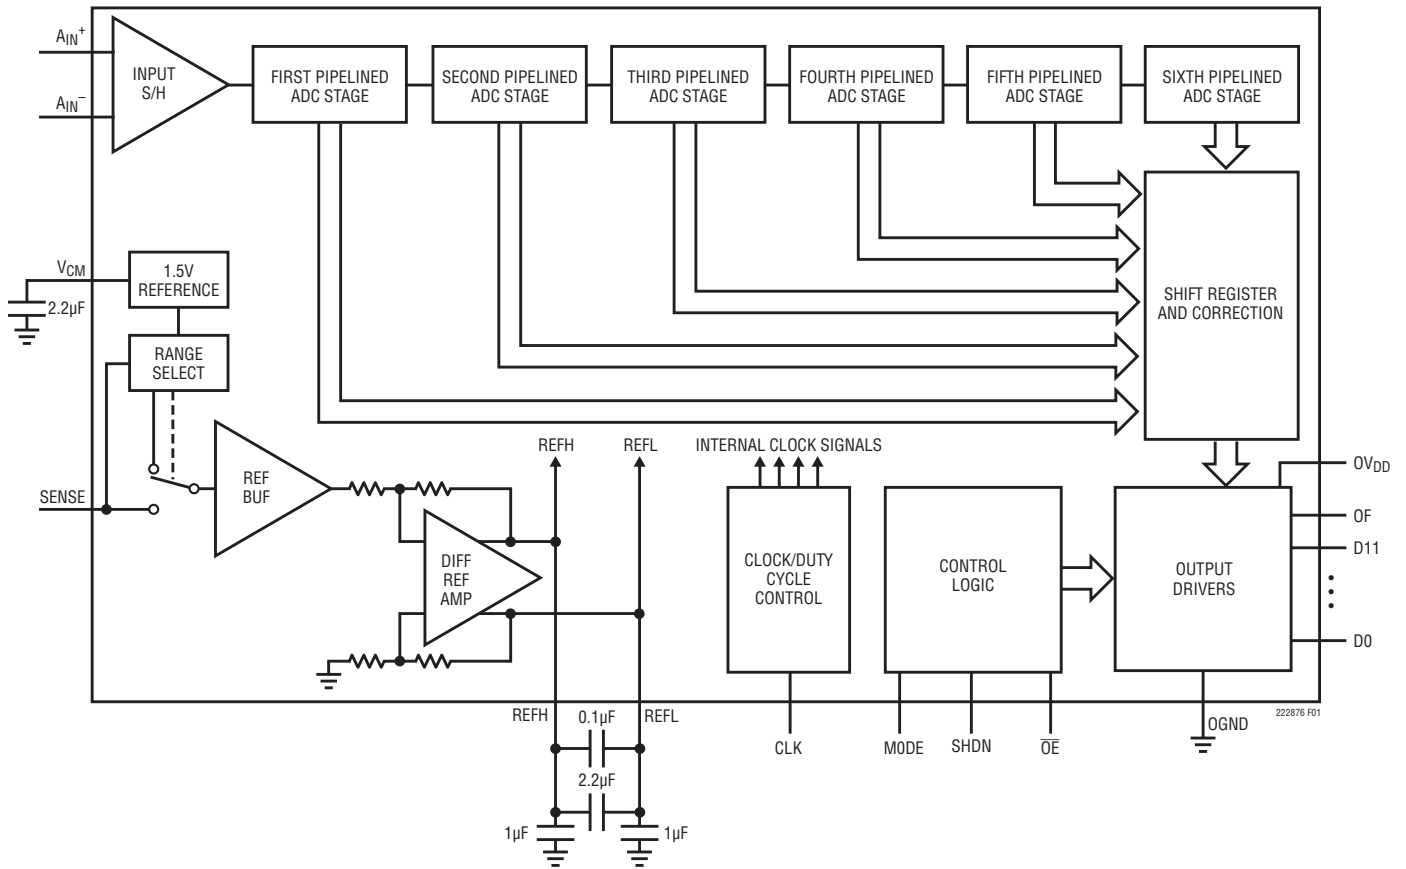 AIN+
AIN–
INPUT
S/H
FIRST PIPELINED
ADC STAGE
SECOND PIPELINED
ADC STAGE
THIRD PIPELINED
ADC STAGE
FOURTH PIPELINED
ADC STAGE
FIFTH PIPELINED
ADC STAGE
SIXTH PIPELINED
ADC STAGE
VCM
2.2µF
1.5V
REFERENCE
RANGE
SELECT
SHIFT REGISTER
AND CORRECTION
SENSE
REF
BUF
DIFF
REF
AMP
REFH
REFL
INTERNAL CLOCK SIGNALS
CLOCK/DUTY
CYCLE
CONTROL
CONTROL
LOGIC
OUTPUT
DRIVERS
OVDD
OF
D11
D0
REFH
0.1µF
REFL
2.2µF
1µF
1µF
CLK
MODE
SHDN
O̅E̅
OGND
222876 F01